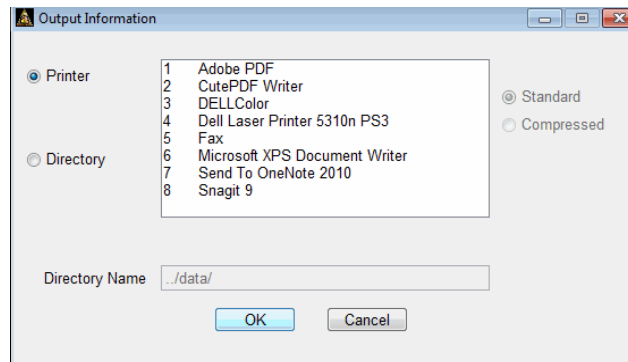 Output Information
Printer
1 Adobe PDF
2 CutePDF Writer
3 DELLColor
4 Dell Laser Printer 5310n PS3
5 Fax
6 Microsoft XPS Document Writer
7 Send To OneNote 2010
8 Snagit 9
Standard
Compressed
Directory
Directory Name ../data/
OK Cancel